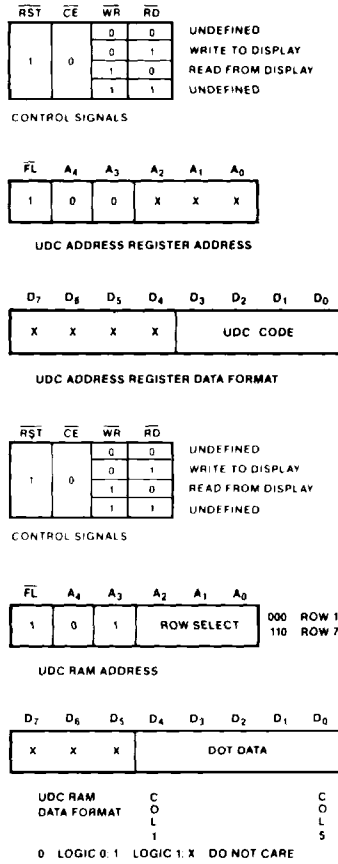 RST CE WR RD
0 0 UNDEFINED
1 0 0 1 WRITE TO DISPLAY
1 0 READ FROM DISPLAY
1 1 UNDEFINED
CONTROL SIGNALS
FL A4 A3 A2 A1 A0
1 0 0 X X X
UDC ADDRESS REGISTER ADDRESS
D7 D6 D5 D4 D3 D2 D1 D0
X X X X UDC CODE
UDC ADDRESS REGISTER DATA FORMAT
RST CE WR RD
0 0 UNDEFINED
1 0 0 1 WRITE TO DISPLAY
1 0 READ FROM DISPLAY
1 1 UNDEFINED
CONTROL SIGNALS
FL A4 A3 A2 A1 A0
1 0 1 ROW SELECT 000 ROW 1
110 ROW 7
UDC RAM ADDRESS
D7 D6 D5 D4 D3 D2 D1 D0
X X X DOT DATA
UDC RAM DATA FORMAT
COL 1
COL 5
0 LOGIC 0; 1 LOGIC 1; X DO NOT CARE